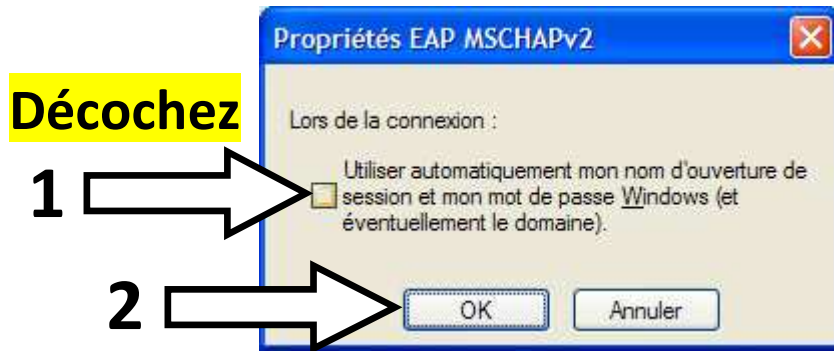 Propriétés EAP MSCHAPv2
Décochez
Lors de la connexion :
1
Utiliser automatiquement mon nom d'ouverture de
session et mon mot de passe Windows (et
éventuellement le domaine).
2
OK
Annuler